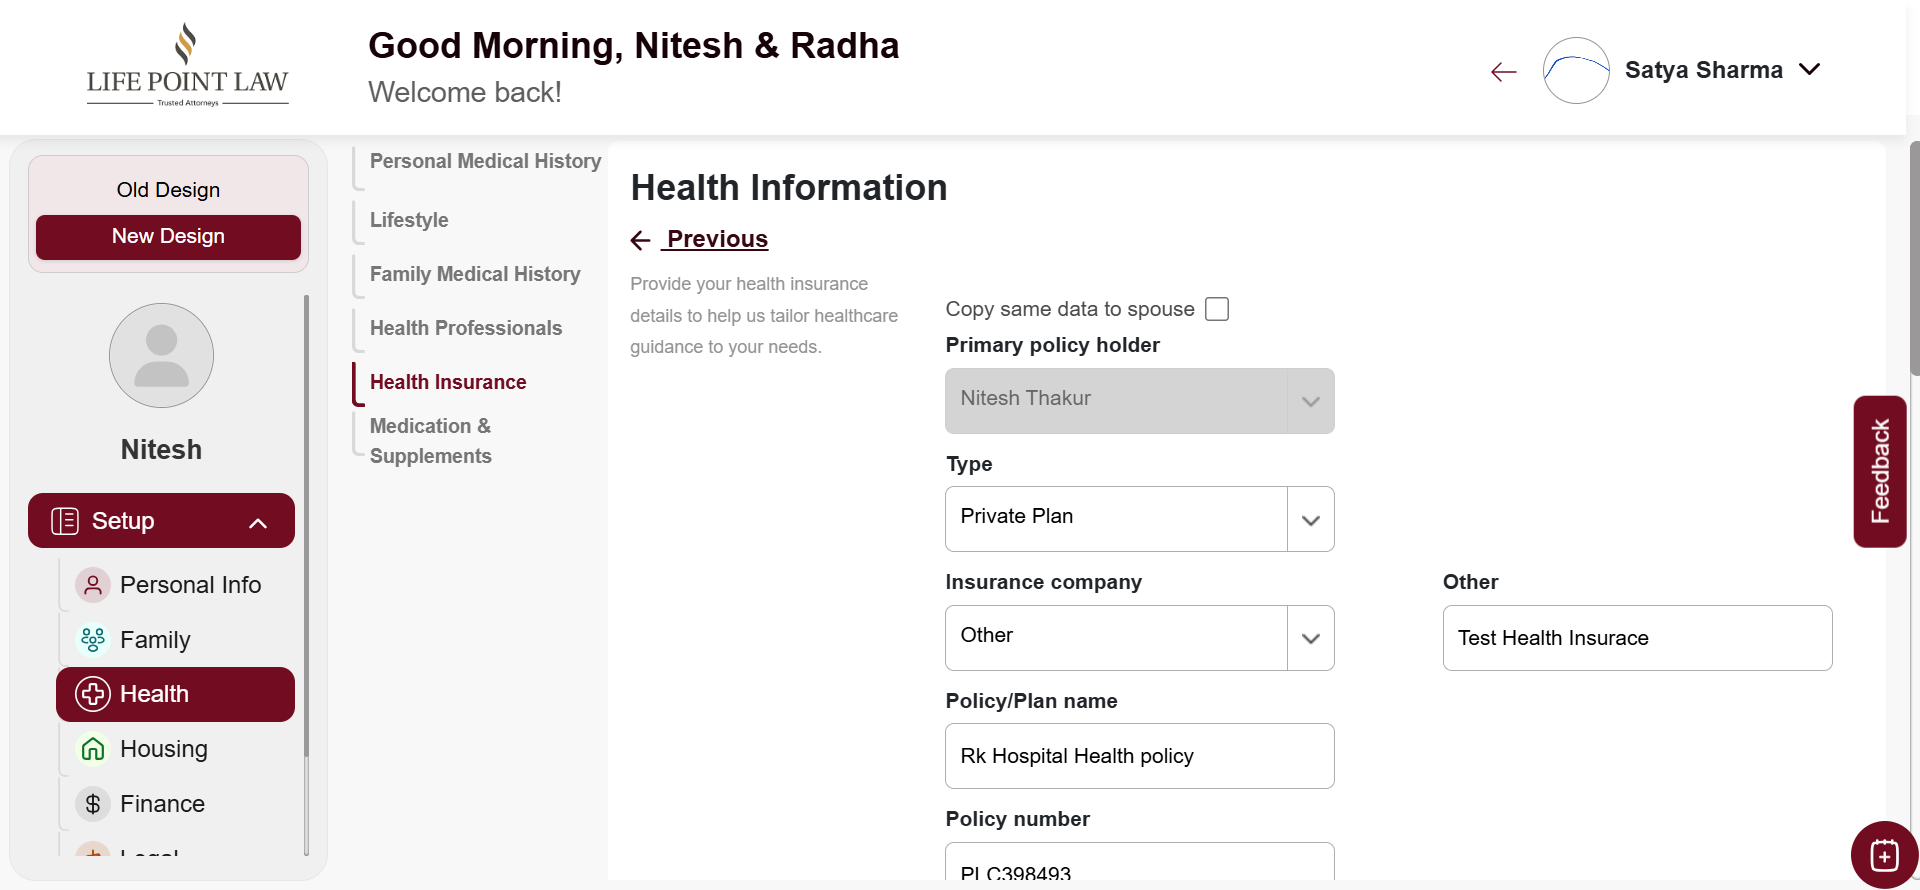 LIFE POINT LAW
Trusted Attorneys
Good Morning, Nitesh & Radha
Welcome back!
Satya Sharma
Old Design
New Design
Nitesh
Setup
Personal Info
Family
Health
Housing
Finance
Legal
Personal Medical History
Lifestyle
Family Medical History
Health Professionals
Health Insurance
Medication &
Supplements
Health Information
Previous
Provide your health insurance
details to help us tailor healthcare
guidance to your needs.
Copy same data to spouse
Primary policy holder
Nitesh Thakur
Type
Private Plan
Insurance company
Other
Other
Test Health Insurace
Policy/Plan name
Rk Hospital Health policy
Policy number
PLC398493
Feedback